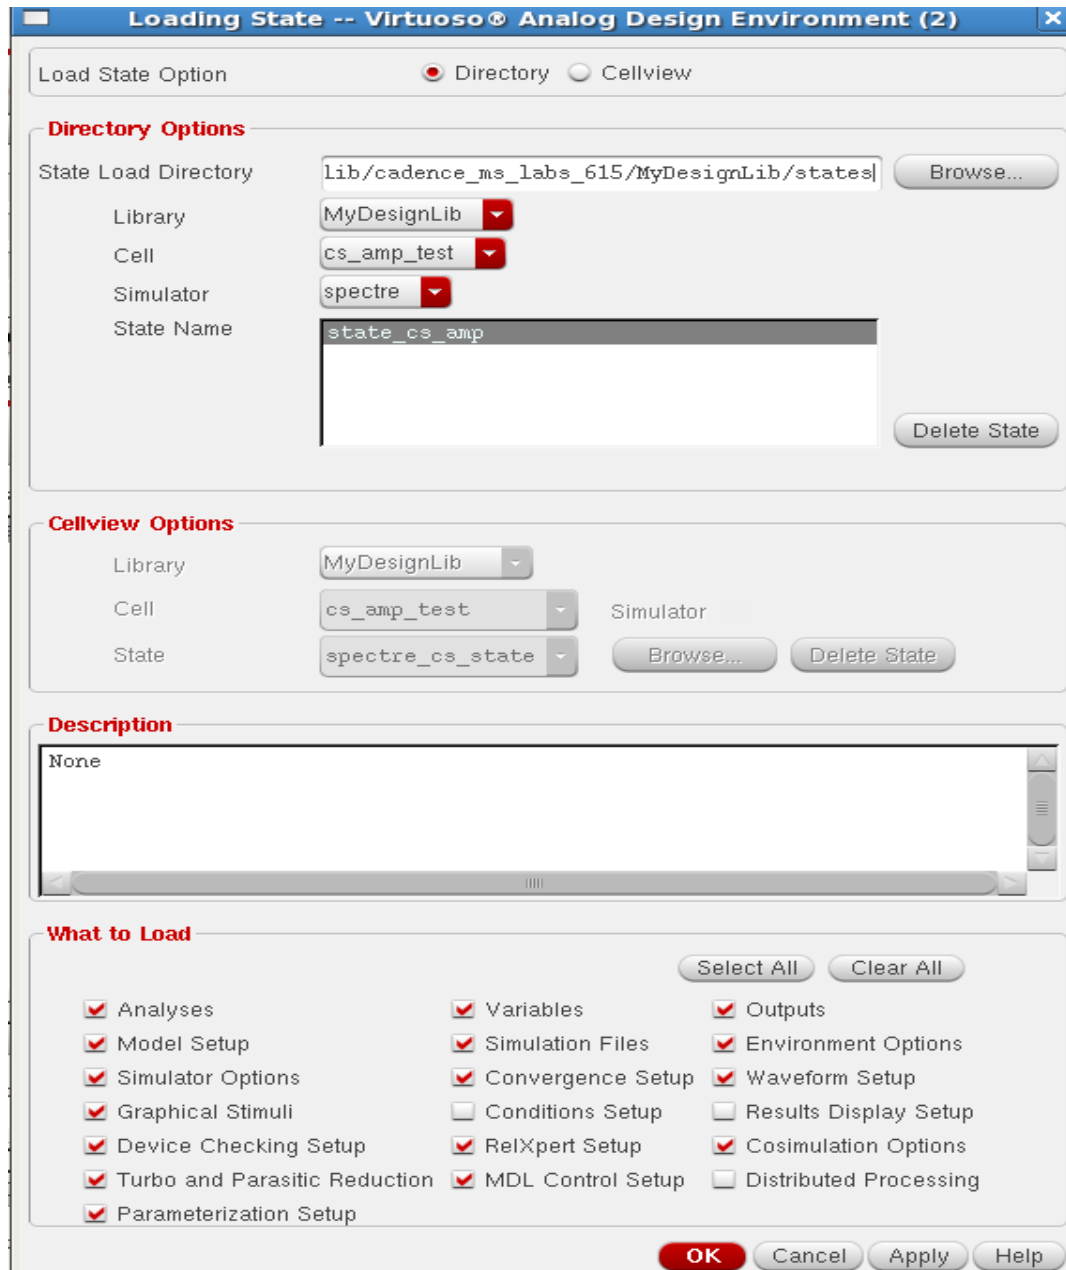 Loading State -- Virtuoso® Analog Design Environment (2)
Load State Option Directory Cellview
Directory Options
State Load Directory lib/cadence_ms_labs_615/MyDesignLib/states Browse...
Library MyDesignLib
Cell cs_amp_test
Simulator spectre
State Name state_cs_amp
Delete State
Cellview Options
Library MyDesignLib
Cell cs_amp_test Simulator
State spectre_cs_state Browse... Delete State
Description
None
What to Load
Select All Clear All
Analyses Variables Outputs
Model Setup Simulation Files Environment Options
Simulator Options Convergence Setup Waveform Setup
Graphical Stimuli Conditions Setup Results Display Setup
Device Checking Setup RelXpert Setup Cosimulation Options
Turbo and Parasitic Reduction MDL Control Setup Distributed Processing
Parameterization Setup
OK Cancel Apply Help